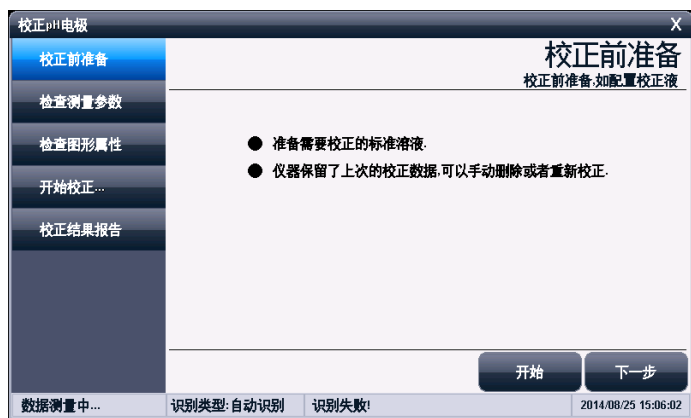 校正pH电极
X
校正前准备
检查测量参数
检查图形属性
开始校正...
校正结果报告
校正前准备
校正前准备,如配置校正液
● 准备需要校正的标准溶液.
● 仪器保留了上次的校正数据,可以手动删除或者重新校正.
开始
下一步
数据测量中...
识别类型:自动识别
识别失败!
2014/08/25 15:06:02